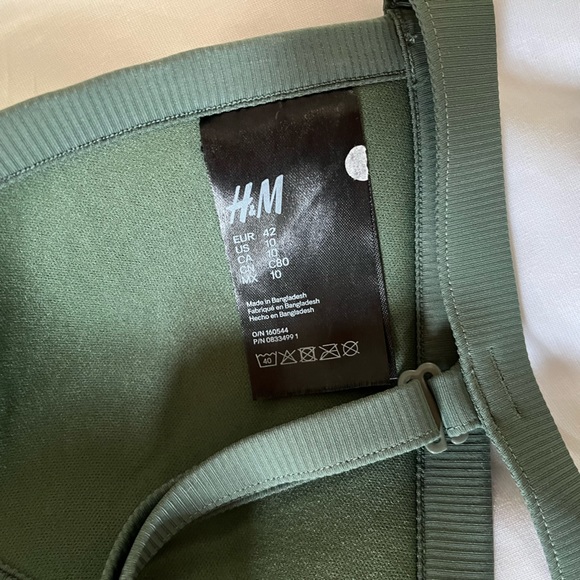 H&M
EUR 42
US 10
CA 10
CN C80
MX 10
Made in Bangladesh
Fabriqué en Bangladesh
Hecho en Bangladesh
O/N 160544
P/N 0833499 1
40